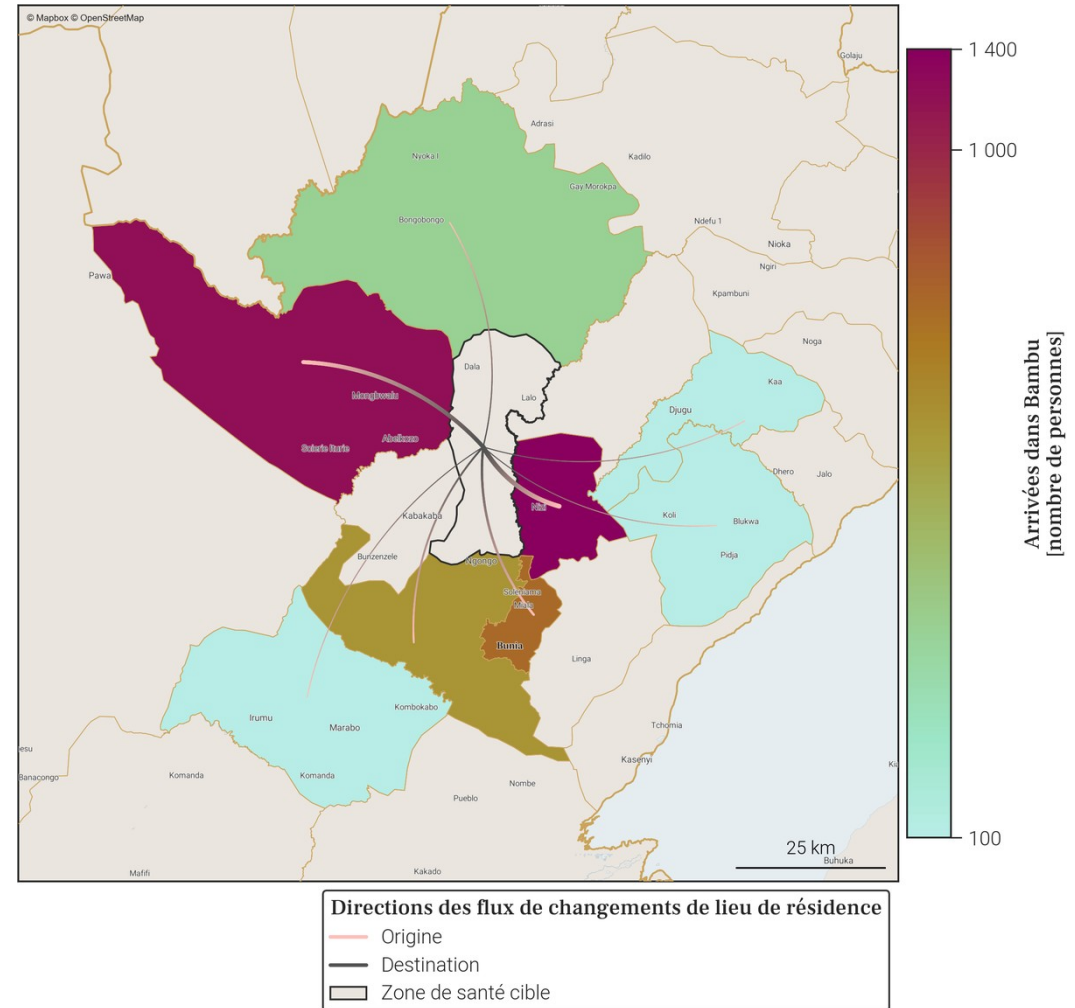 © Mapbox © OpenStreetMap
Golaju
Adrasi
Nyoka I
Kadilo
Gay Morokpa
Bongobongo
Ndefu 1
Nioka
Ngiri
Pawa
Kpambuni
Noga
Dala
Kaa
Mongbwalu
Lalo
Djugu
Abelkozo
Scierie Iturie
Dhero
Jalo
Nizi
Kabakaba
Koli
Blukwa
Bunzenzele
Ngongo
Pidja
Soleniama
Bunia
Linga
Kombokabo
Irumu
Marabo
Tchomia
esu
Banacongo
Komanda
Komanda
Kasenyi
Nombe
Pueblo
25 km
Buhuka
Mafifi
Kakado
1 400
1 000
100
Arrivées dans Bambu
[nombre de personnes]
Directions des flux de changements de lieu de résidence
Origine
Destination
Zone de santé cible